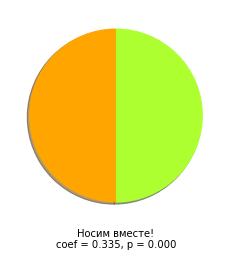 Носим вместе!
coef = 0.335, p = 0.000